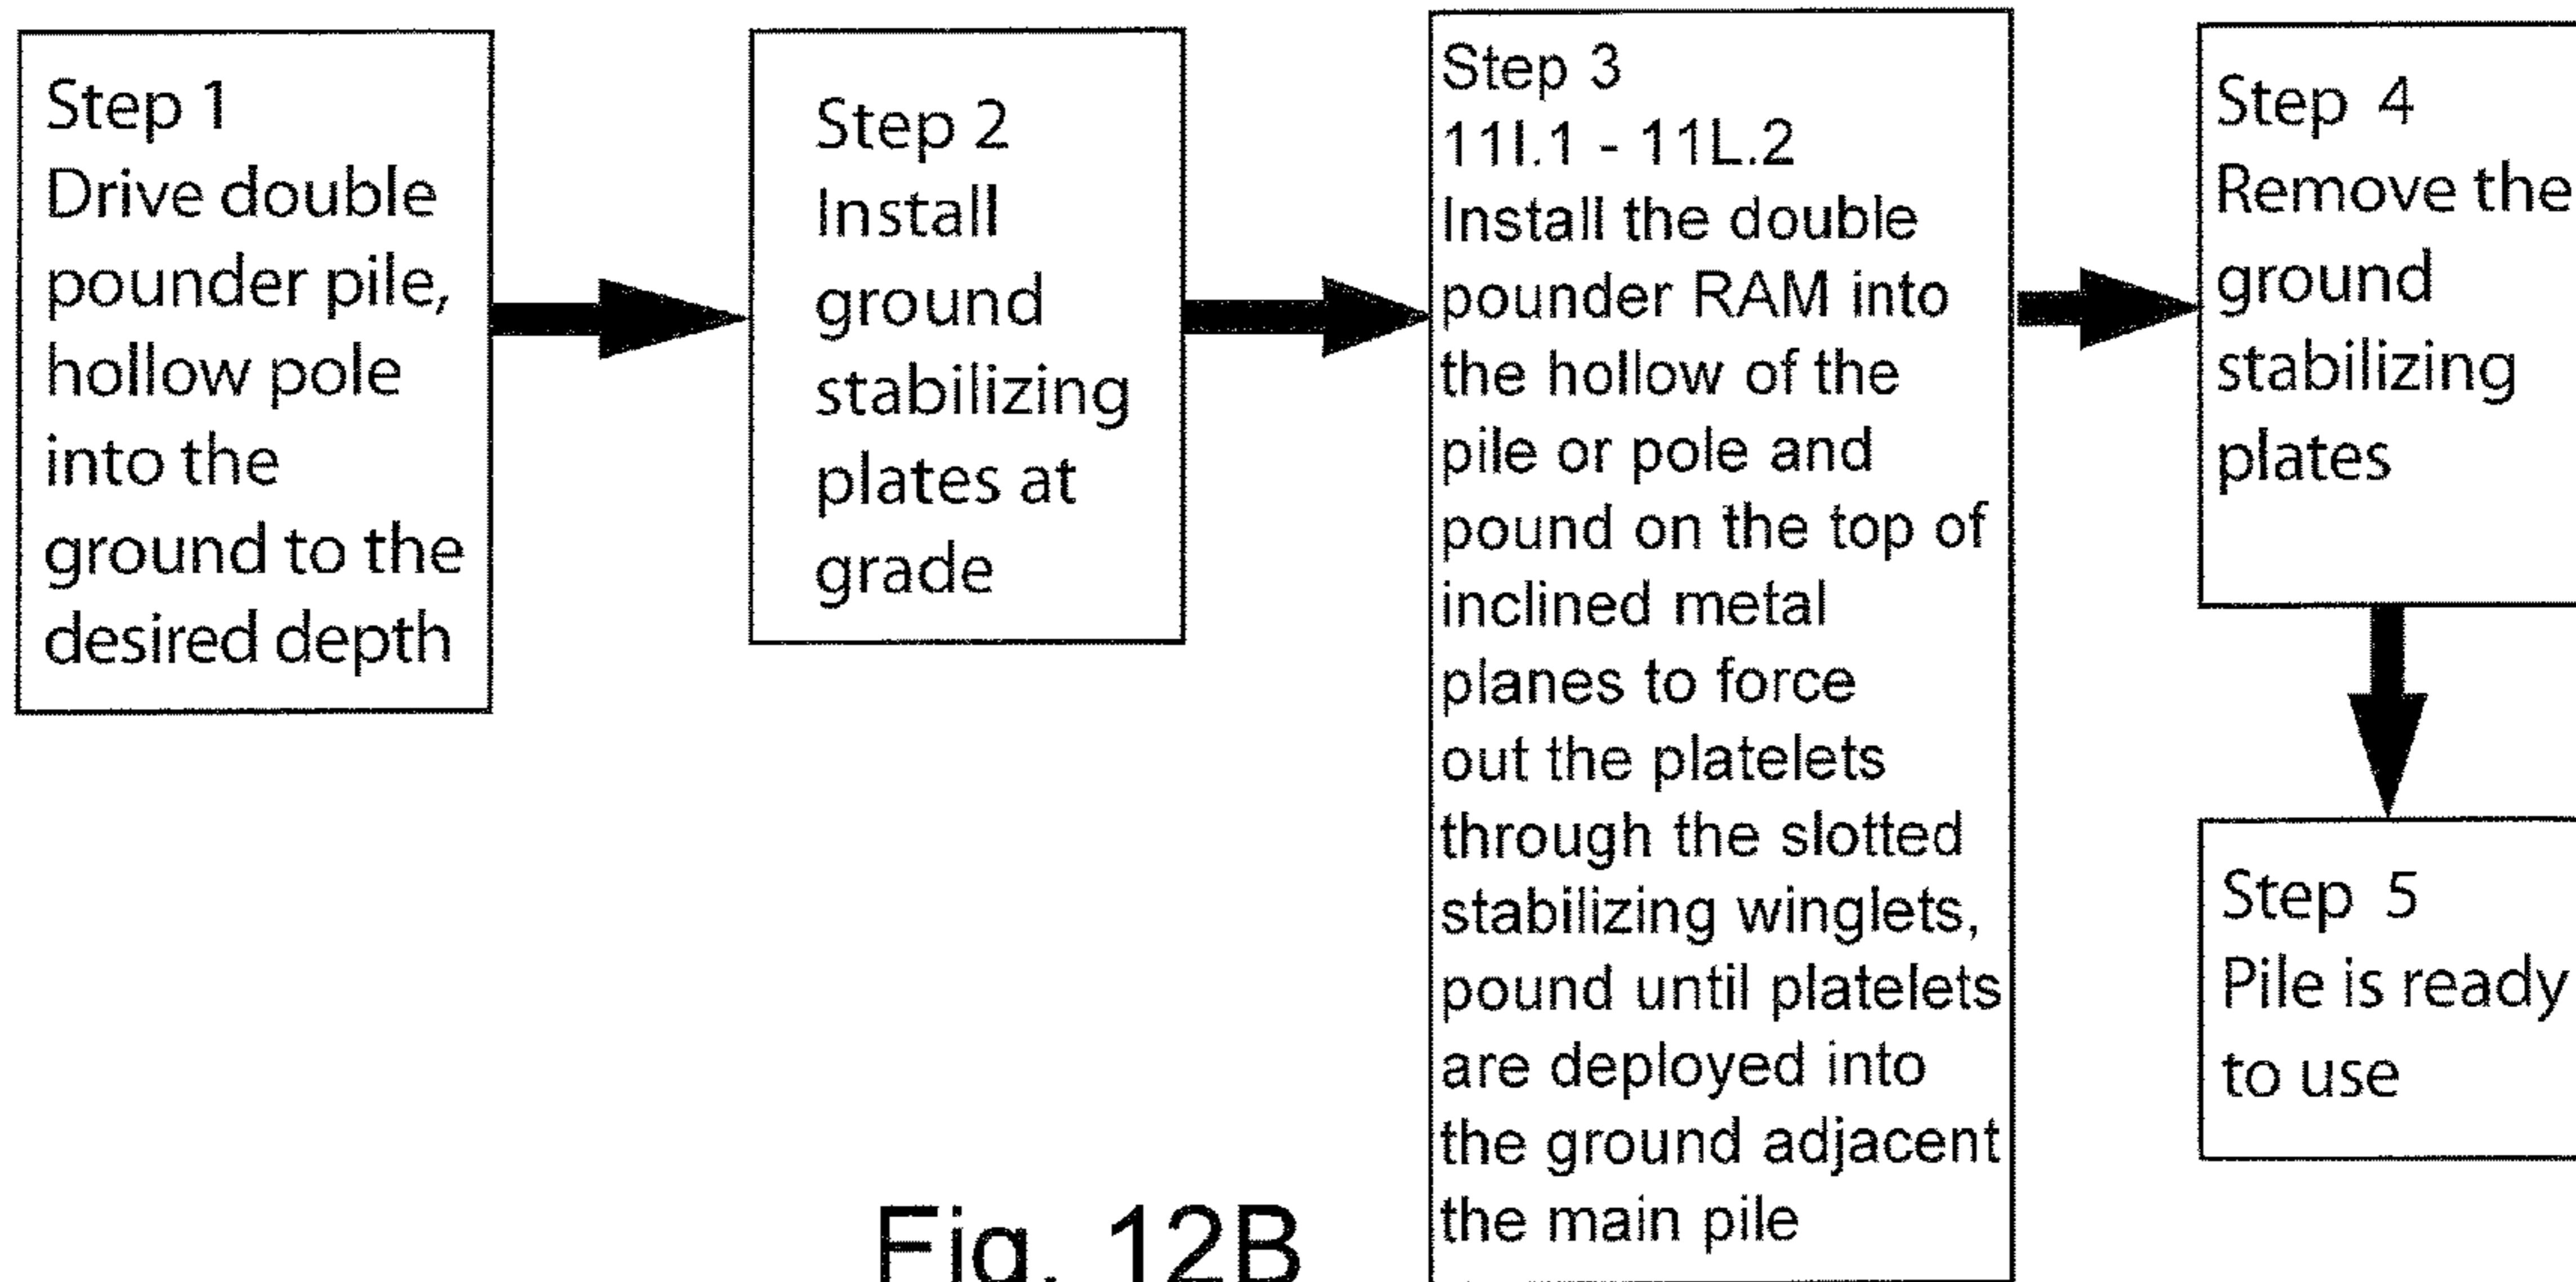 Step 1
Drive double
pounder pile,
hollow pole
into the
ground to the
desired depth
Step 2
Install
ground
stabilizing
plates at
grade
Step 3
11I.1 - 11L.2
Install the double
pounder RAM into
the hollow of the
pile or pole and
pound on the top of
inclined metal
planes to force
out the platelets
through the slotted
stabilizing winglets,
pound until platelets
are deployed into
the ground adjacent
the main pile
Step 4
Remove the
ground
stabilizing
plates
Step 5
Pile is ready
to use
Fig. 12B